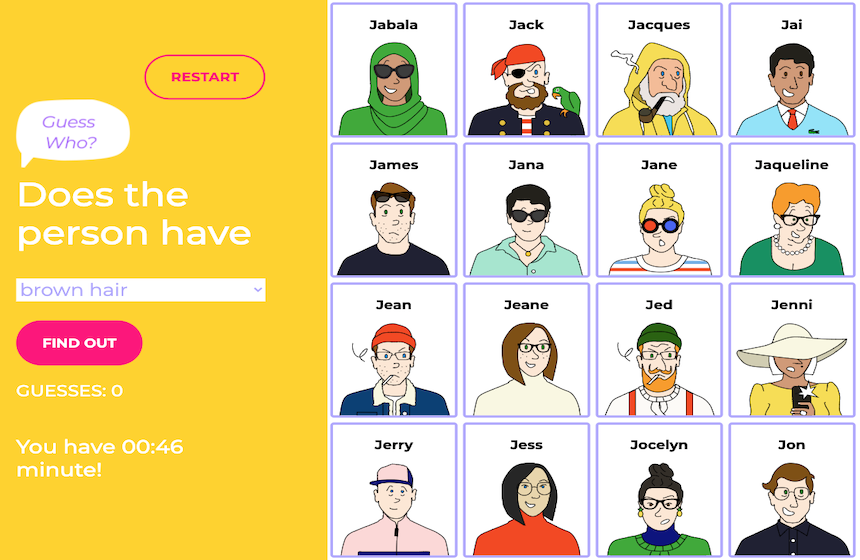 RESTART
Guess
Who?
Does the
person have
brown hair
FIND OUT
GUESSES: 0
You have 00:46
minute!
Jabala
Jack
Jacques
Jai
James
Jana
Jane
Jaqueline
Jean
Jeane
Jed
Jenni
Jerry
Jess
Jocelyn
Jon